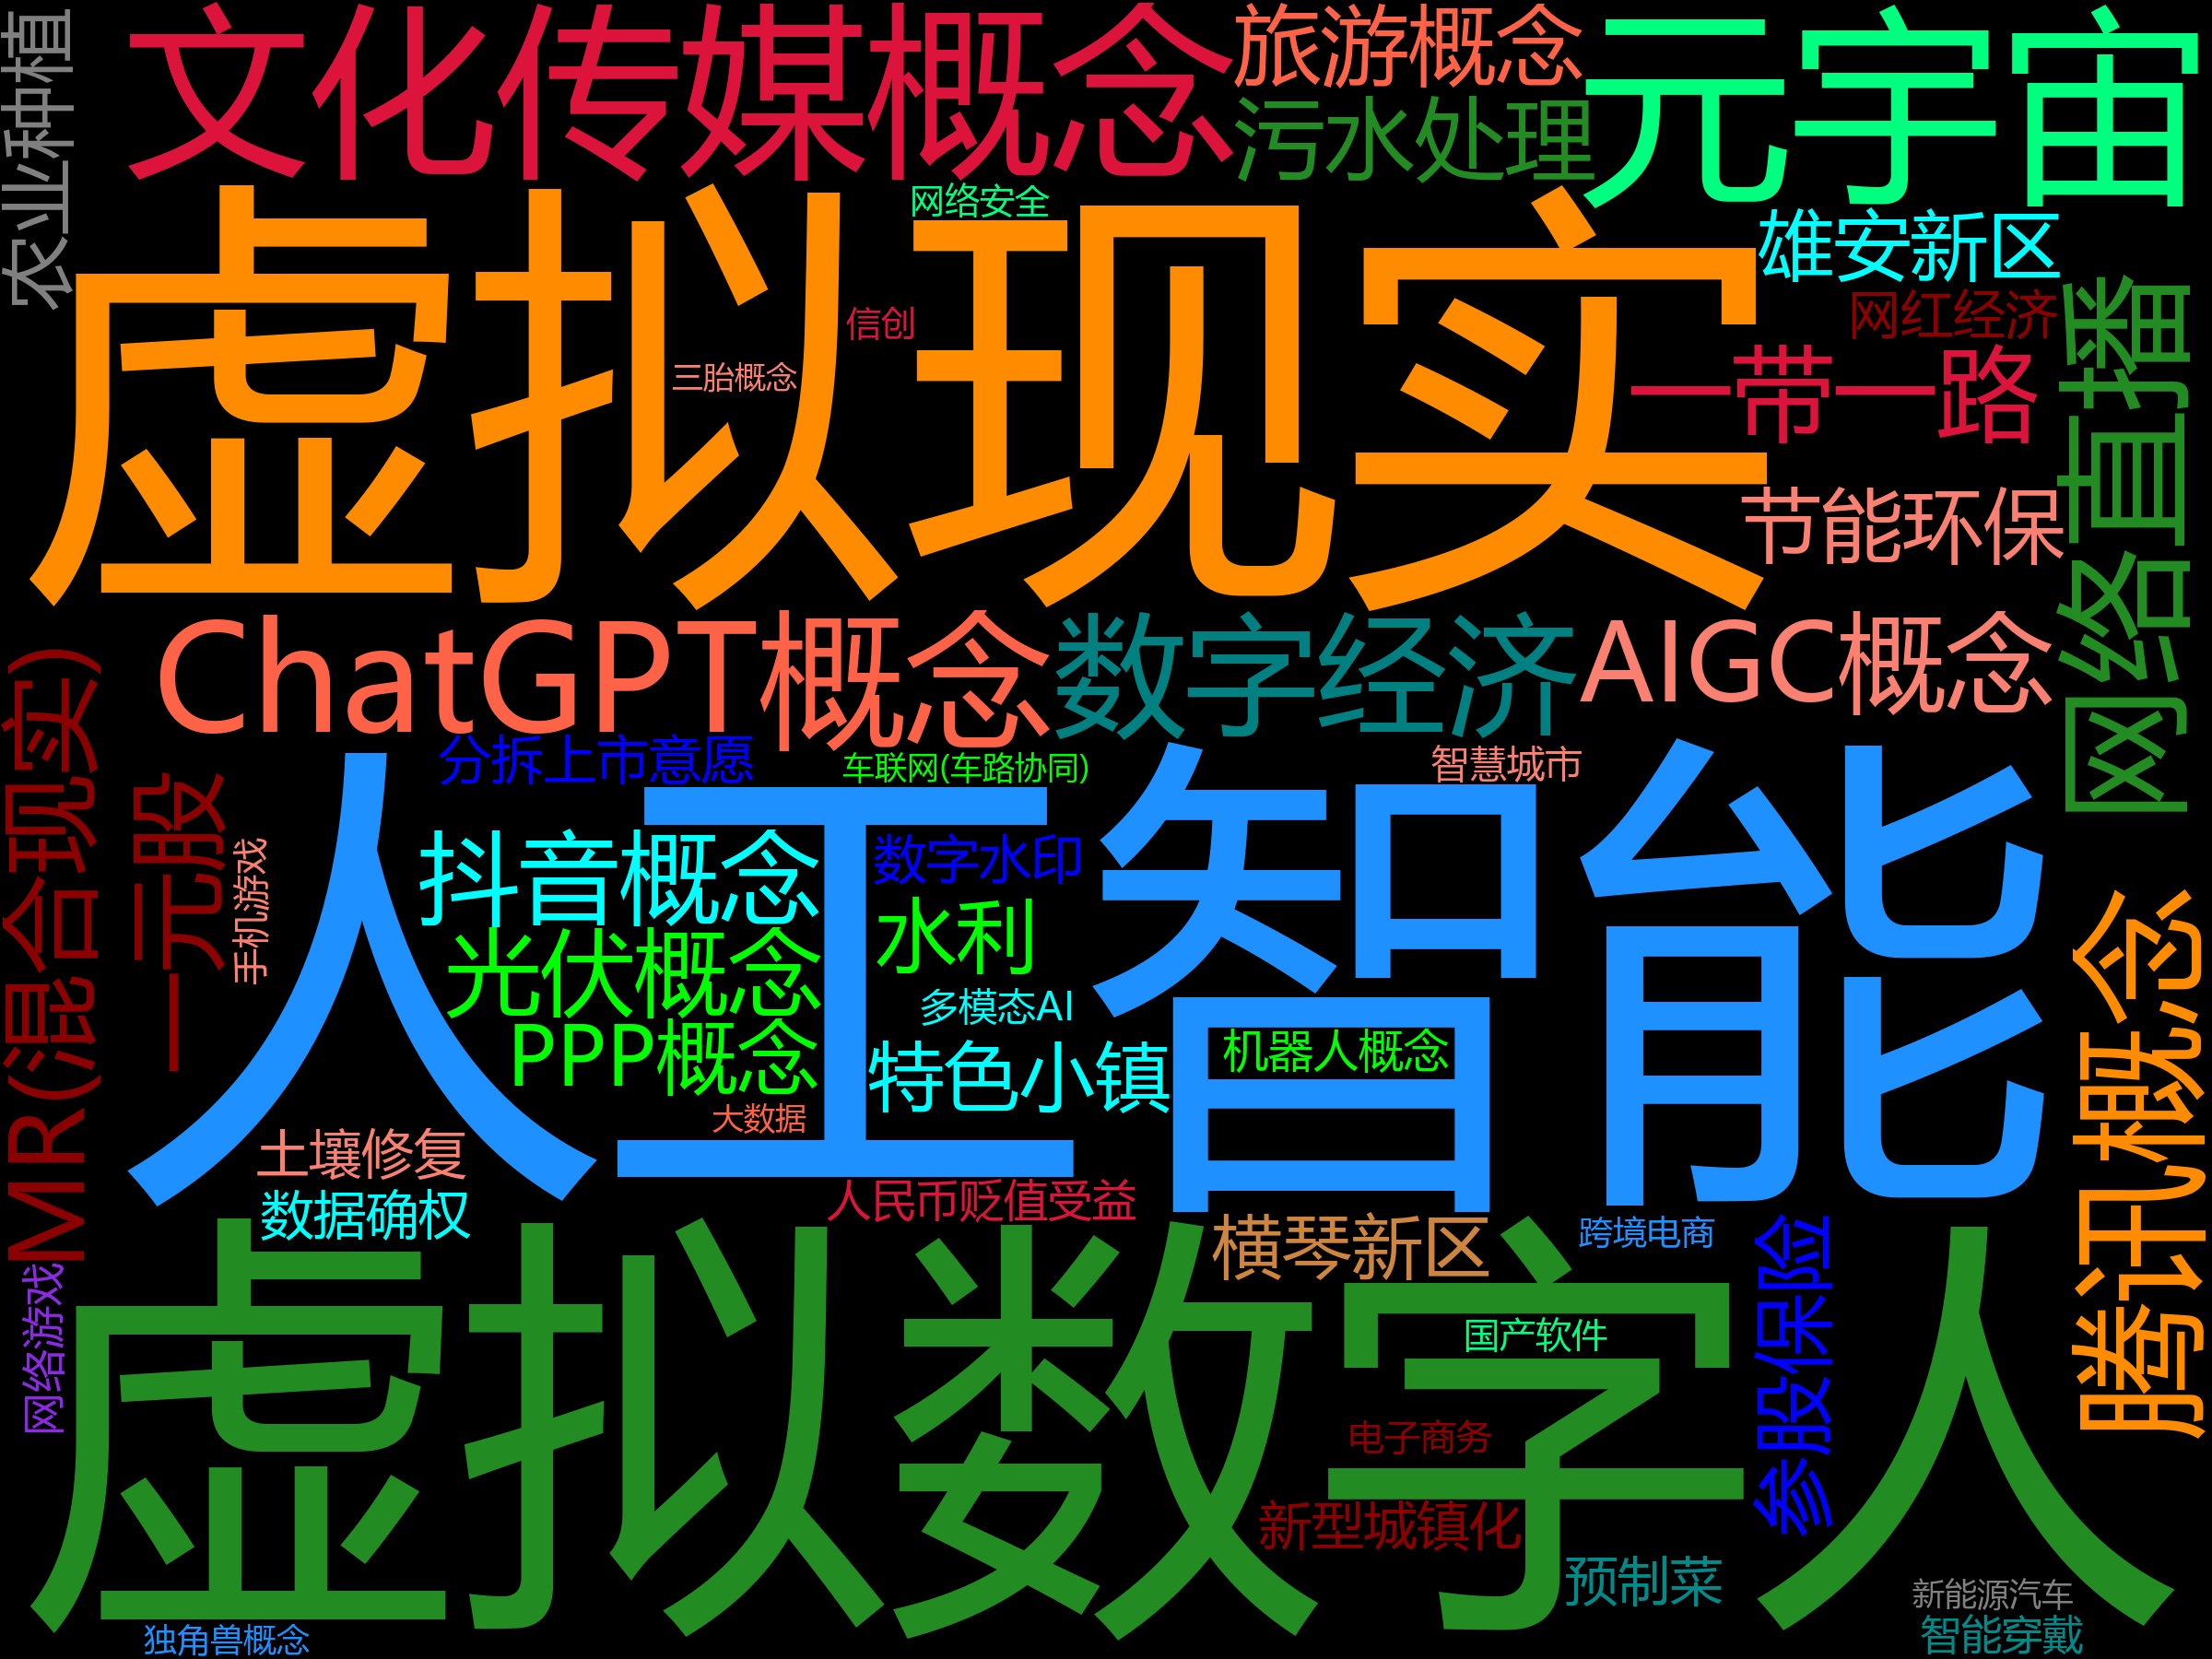 农业种植
文化传媒概念
旅游概念
元宇宙
污水处理
网络安全
虚拟现实
雄安新区
网红经济
信创
三胎概念
一带一路
网络直播
节能环保
ChatGPT概念
数字经济
AIGC概念
MR(混合现实)
分拆上市意愿
车联网(车路协同)
智慧城市
人工智能
一元股
手机游戏
抖音概念
数字水印
光伏概念
水利
多模态AI
PPP概念
特色小镇
机器人概念
大数据
腾讯概念
土壤修复
数据确权
人民币贬值受益
横琴新区
跨境电商
参股保险
网络游戏
虚拟数字人
国产软件
电子商务
新型城镇化
预制菜
新能源汽车
智能穿戴
独角兽概念